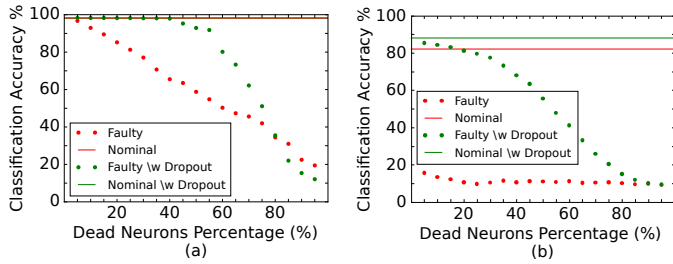 Classification Accuracy %
100
80
60
40
20
0
Faulty
Nominal
Faulty \w Dropout
Nominal \w Dropout
20 40 60 80
Dead Neurons Percentage (%)
(a)
Classification Accuracy %
100
80
60
40
20
0
Faulty
Nominal
Faulty \w Dropout
Nominal \w Dropout
20 40 60 80
Dead Neurons Percentage (%)
(b)